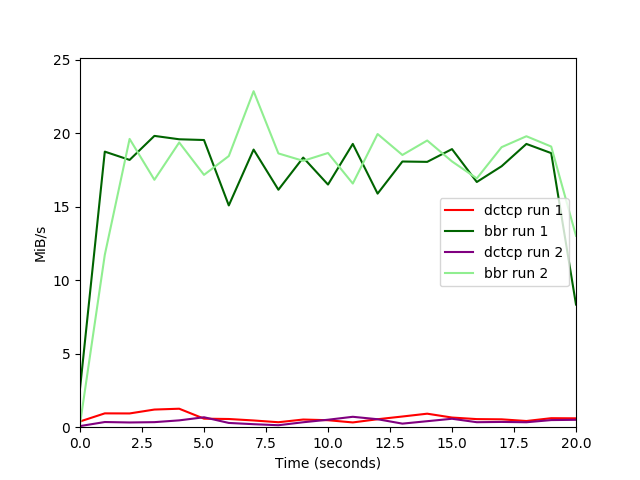 25
20
15
10
5
0
MiB/s
dctcp run 1
bbr run 1
dctcp run 2
bbr run 2
0.0 2.5 5.0 7.5 10.0 12.5 15.0 17.5 20.0
Time (seconds)